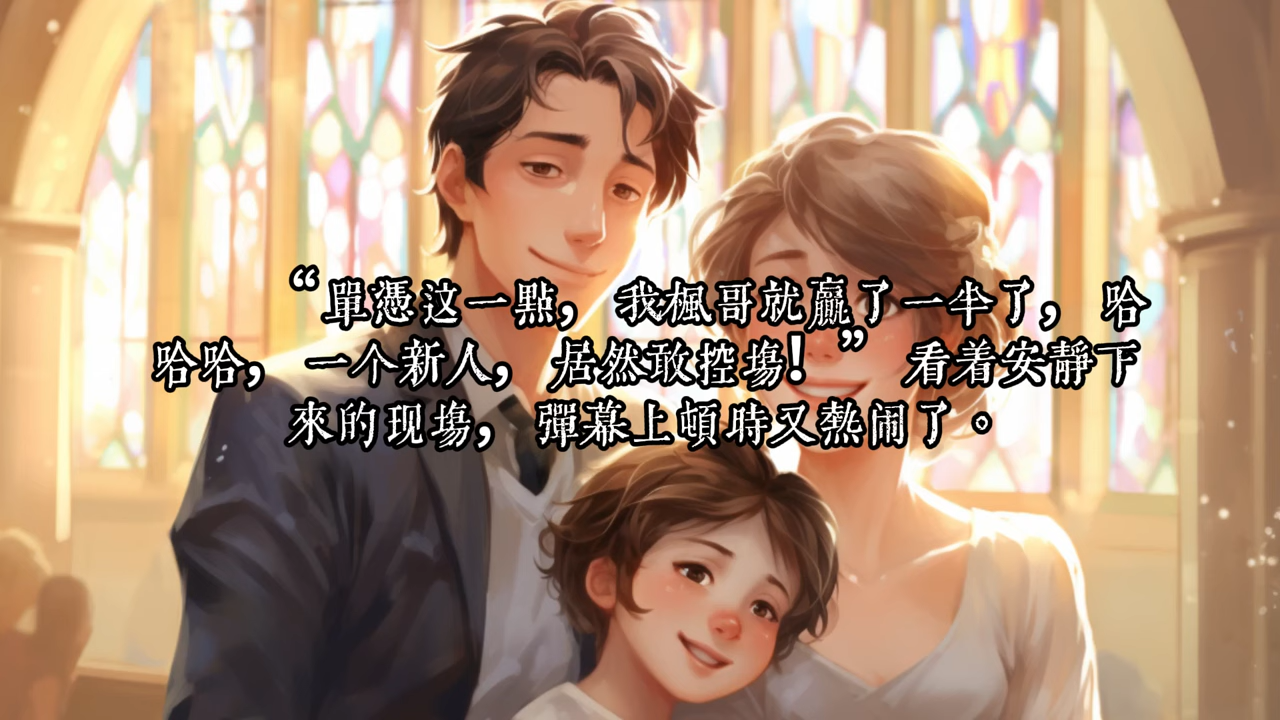 “單憑这一點， 我楓哥就贏了一半了， 哈
哈哈， 一个新人， 居然敢控場！” 看着安靜下
來的现場， 彈幕上頓時又熱闹了。